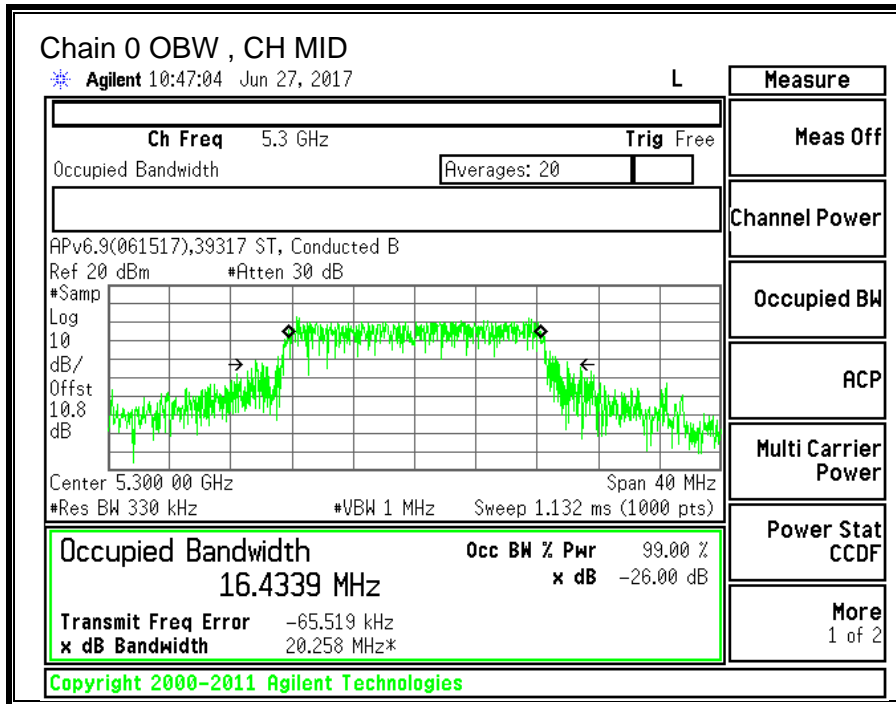 Chain 0 OBW , CH MID
Agilent 10:47:04 Jun 27, 2017 L
Measure
Ch Freq 5.3 GHz Trig Free
Occupied Bandwidth Averages: 20
APv6.9(061517),39317 ST, Conducted B
Ref 20 dBm #Atten 30 dB
#Samp
Log
10
dB/
Offst
10.8
dB
Center 5.300 00 GHz Span 40 MHz
#Res BW 330 kHz #VBW 1 MHz Sweep 1.132 ms (1000 pts)
Occupied Bandwidth Occ BW % Pwr 99.00 %
16.4339 MHz x dB -26.00 dB
Transmit Freq Error -65.519 kHz
x dB Bandwidth 20.258 MHz*
Copyright 2000-2011 Agilent Technologies
Meas Off
Channel Power
Occupied BW
ACP
Multi Carrier
Power
Power Stat
CCDF
More
1 of 2